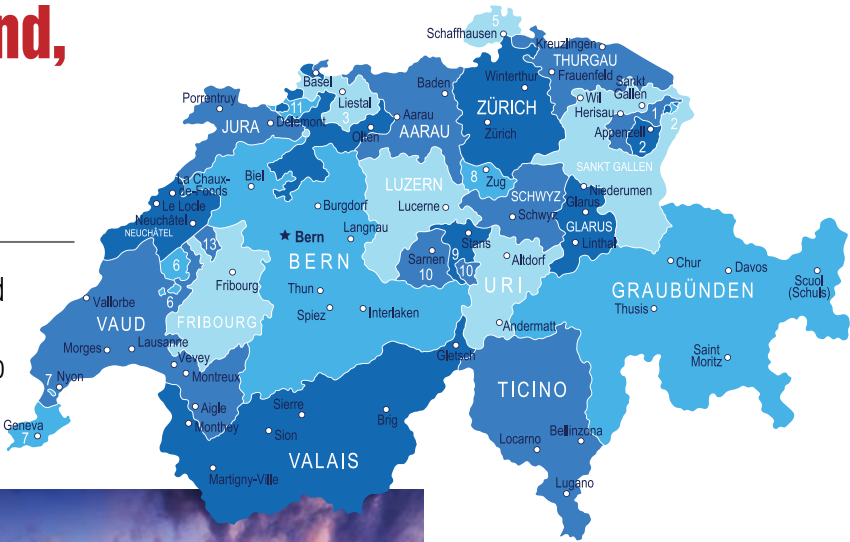 nd,
d
Schaffhausen
5
Kreuzlingen
THURGAU
Frauenfeld
Winterthur
ZÜRICH
Zürich
Basel
Liestal
3
Baden
Aarau
AARAU
Olten
Porrentruy
JURA
Delemont
11
Wil
Sankt
Gallen
Herisau
Appenzell
1
2
2
SANKT GALLEN
La Chaux-
de-Fonds
Le Locle
Neuchâtel
NEUCHÂTEL
Biel
Burgdorf
Bern
Langnau
BERN
Thun
Spiez
Interlaken
LUZERN
Lucerne
8
Zug
SCHWYZ
Schwyz
Niederumen
Glarus
GLARUS
Linthal
Sarnen
10
Stans
9
10
Altdorf
URI
Andermatt
Gletsch
13
6
6
Fribourg
FRIBOURG
Vallorbe
VAUD
Morges
Lausanne
Vevey
Montreux
Aigle
Monthey
7
Nyon
Geneva
7
Sierre
Sion
Brig
VALAIS
Martigny-Ville
TICINO
Locarno
Bellinzona
Lugano
Chur
Davos
Scuol
(Schuls)
GRAUBÜNDEN
Thusis
Saint
Moritz